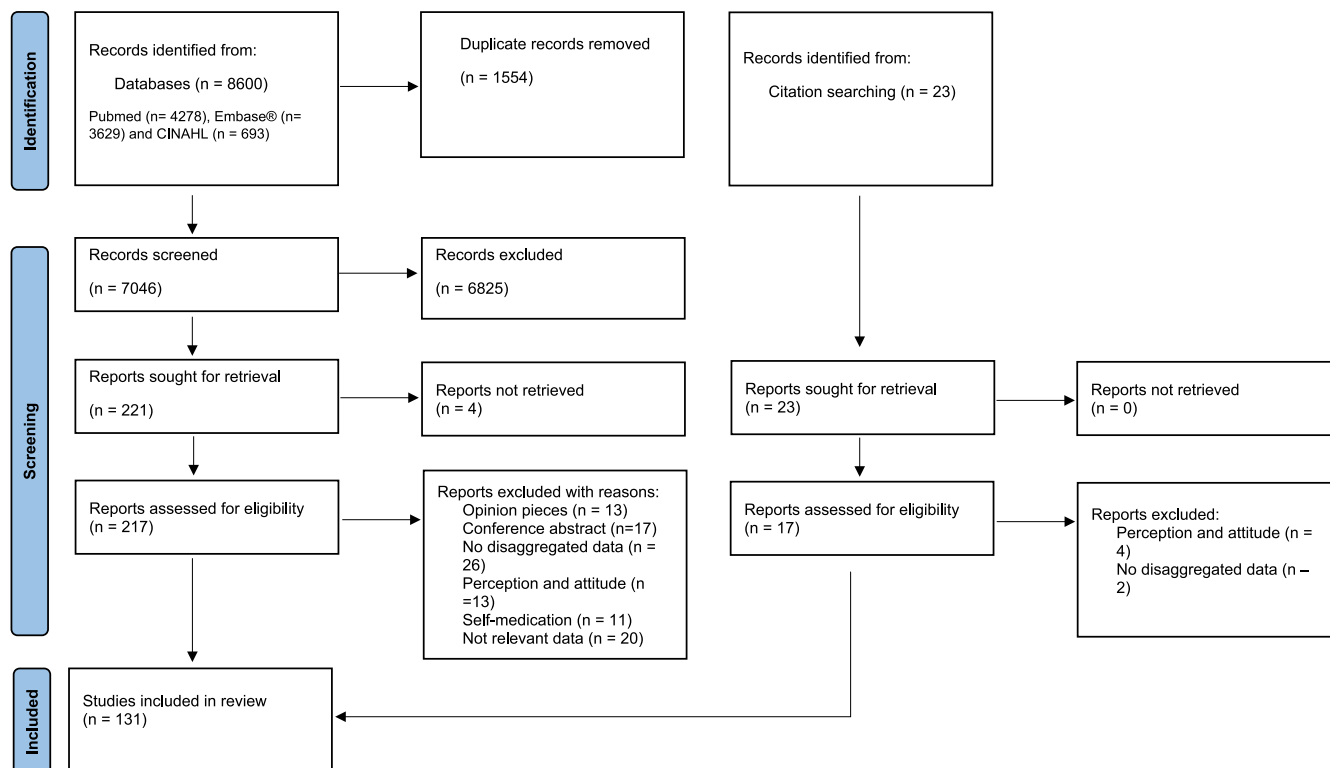 Identification
Records identified from:
Databases (n = 8600)
Pubmed (n= 4278), Embase® (n=
3629) and CINAHL (n = 693)
Duplicate records removed
(n = 1554)
Records identified from:
Citation searching (n = 23)
Screening
Records screened
(n = 7046)
Records excluded
(n = 6825)
Reports sought for retrieval
(n = 221)
Reports not retrieved
(n = 4)
Reports sought for retrieval
(n = 23)
Reports not retrieved
(n = 0)
Reports assessed for eligibility
(n = 217)
Reports excluded with reasons:
Opinion pieces (n = 13)
Conference abstract (n=17)
No disaggregated data (n =
26)
Perception and attitude (n
=13)
Self-medication (n = 11)
Not relevant data (n = 20)
Reports assessed for eligibility
(n = 17)
Reports excluded:
Perception and attitude (n =
4)
No disaggregated data (n –
2)
Included
Studies included in review
(n = 131)